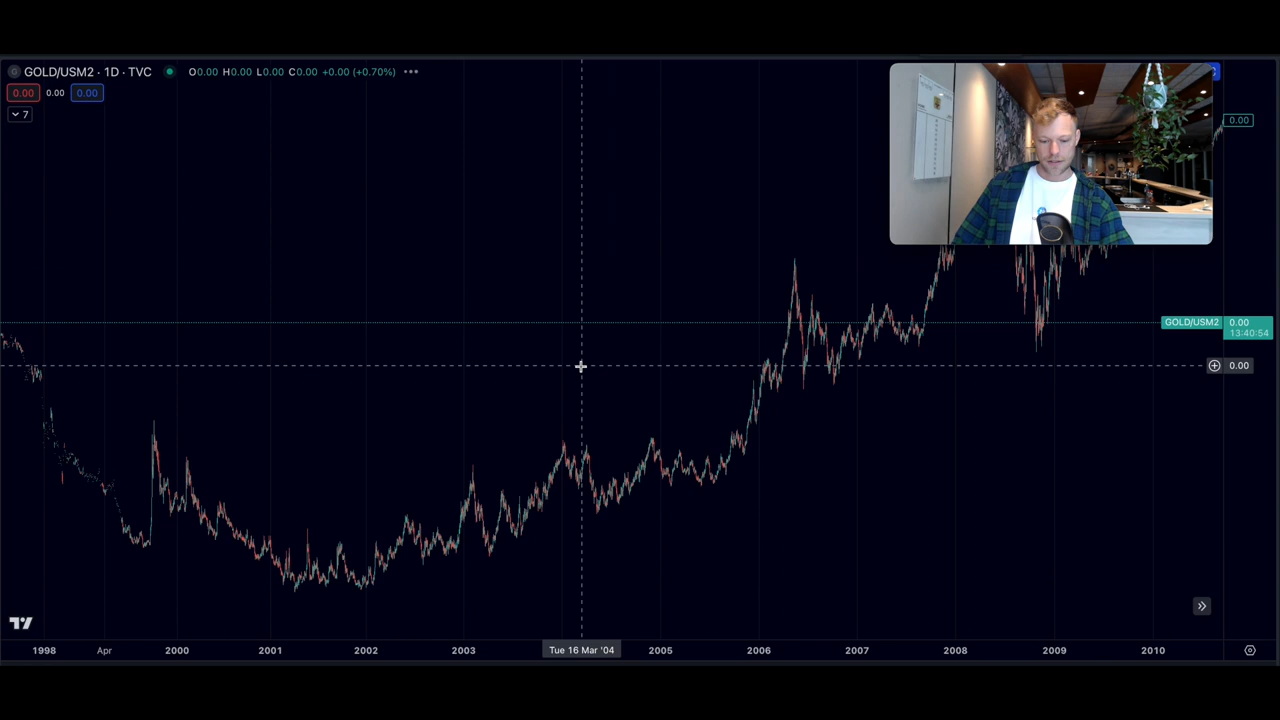 GOLD/USM2 · 1D · TVC O0.00 H0.00 L0.00 C0.00 +0.00 (+0.70%) •••
0.00 0.00 0.00
7
0.00
GOLD/USM2 0.00
13:40:54
0.00
1998 Apr 2000 2001 2002 2003 Tue 16 Mar '04 2005 2006 2007 2008 2009 2010